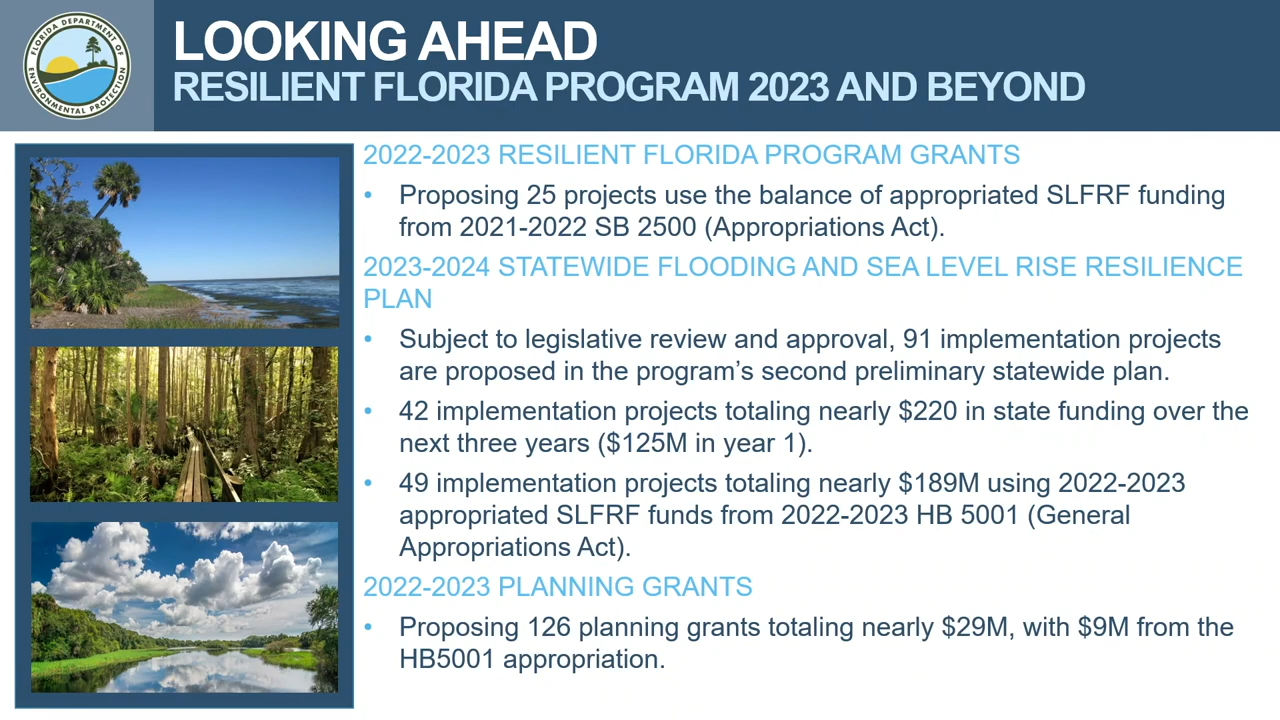 FLORIDA DEPARTMENT OF
ENVIRONMENTAL PROTECTION
LOOKING AHEAD
RESILIENT FLORIDA PROGRAM 2023 AND BEYOND
2022-2023 RESILIENT FLORIDA PROGRAM GRANTS
• Proposing 25 projects use the balance of appropriated SLFRF funding
from 2021-2022 SB 2500 (Appropriations Act).
2023-2024 STATEWIDE FLOODING AND SEA LEVEL RISE RESILIENCE
PLAN
• Subject to legislative review and approval, 91 implementation projects
are proposed in the program’s second preliminary statewide plan.
• 42 implementation projects totaling nearly $220 in state funding over the
next three years ($125M in year 1).
• 49 implementation projects totaling nearly $189M using 2022-2023
appropriated SLFRF funds from 2022-2023 HB 5001 (General
Appropriations Act).
2022-2023 PLANNING GRANTS
• Proposing 126 planning grants totaling nearly $29M, with $9M from the
HB5001 appropriation.